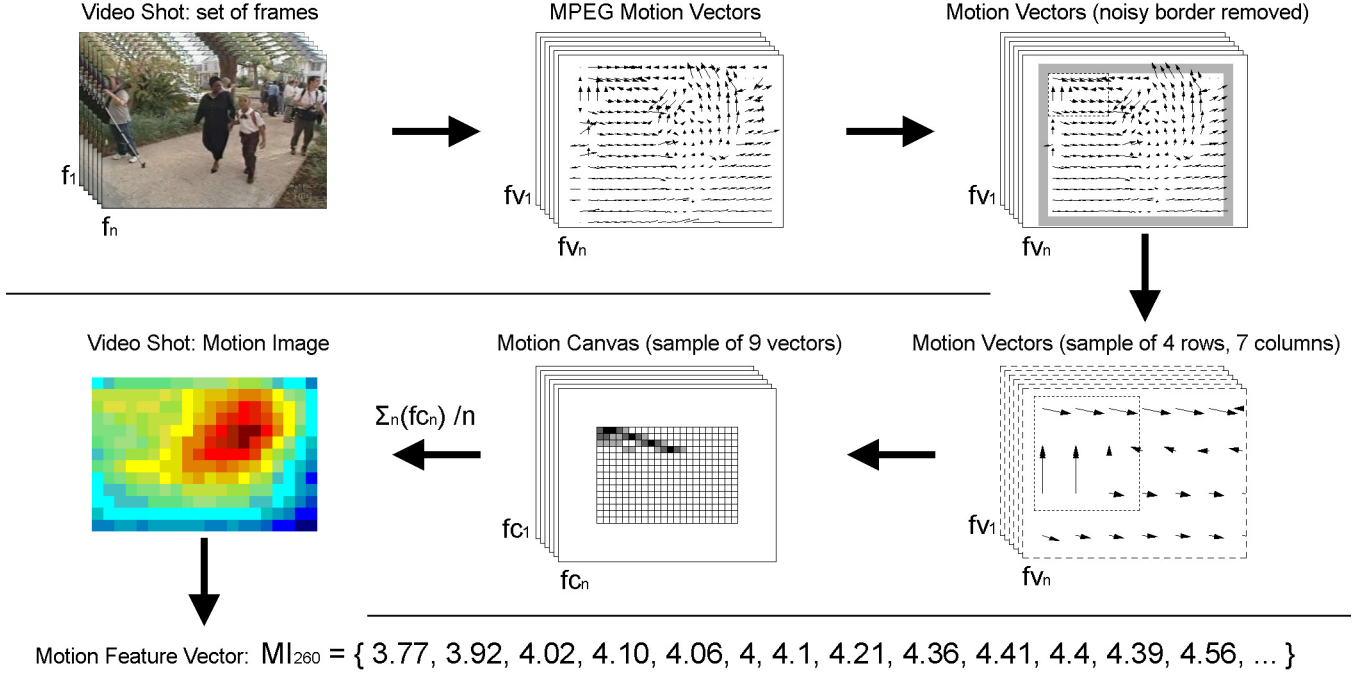 Video Shot: set of frames
MPEG Motion Vectors
Motion Vectors (noisy border removed)
f1
fn
fv1
fvn
fv1
fvn
Video Shot: Motion Image
Motion Canvas (sample of 9 vectors)
Motion Vectors (sample of 4 rows, 7 columns)
Σn(fcn) /n
fc1
fcn
fv1
fvn
Motion Feature Vector: MI260 = { 3.77, 3.92, 4.02, 4.10, 4.06, 4, 4.1, 4.21, 4.36, 4.41, 4.4, 4.39, 4.56, ... }